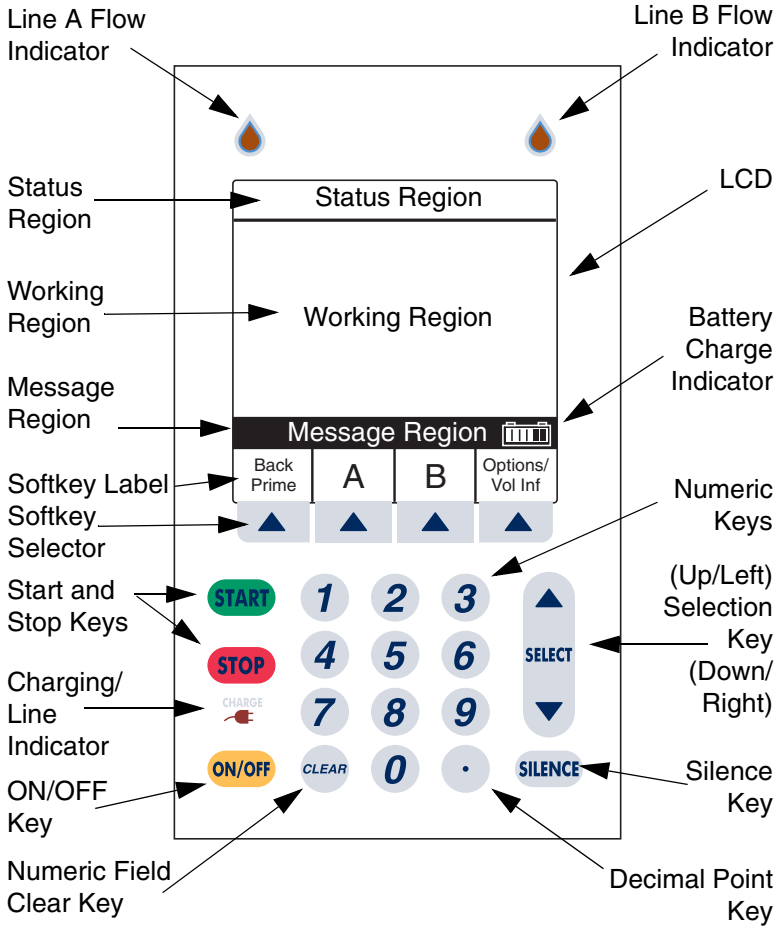 Line A Flow
Indicator
Line B Flow
Indicator
Status
Region
Status Region
LCD
Working
Region
Working Region
Battery
Charge
Indicator
Message
Region
Message Region
Softkey Label
Back
Prime
A
B
Options/
Vol Inf
Softkey
Selector
Numeric
Keys
Start and
Stop Keys
START
1 2 3
(Up/Left)
Selection
Key
(Down/
Right)
STOP
4 5 6
SELECT
Charging/
Line
Indicator
CHARGE
7 8 9
ON/OFF
Key
ON/OFF
CLEAR
0
.
SILENCE
Silence
Key
Numeric Field
Clear Key
Decimal Point
Key